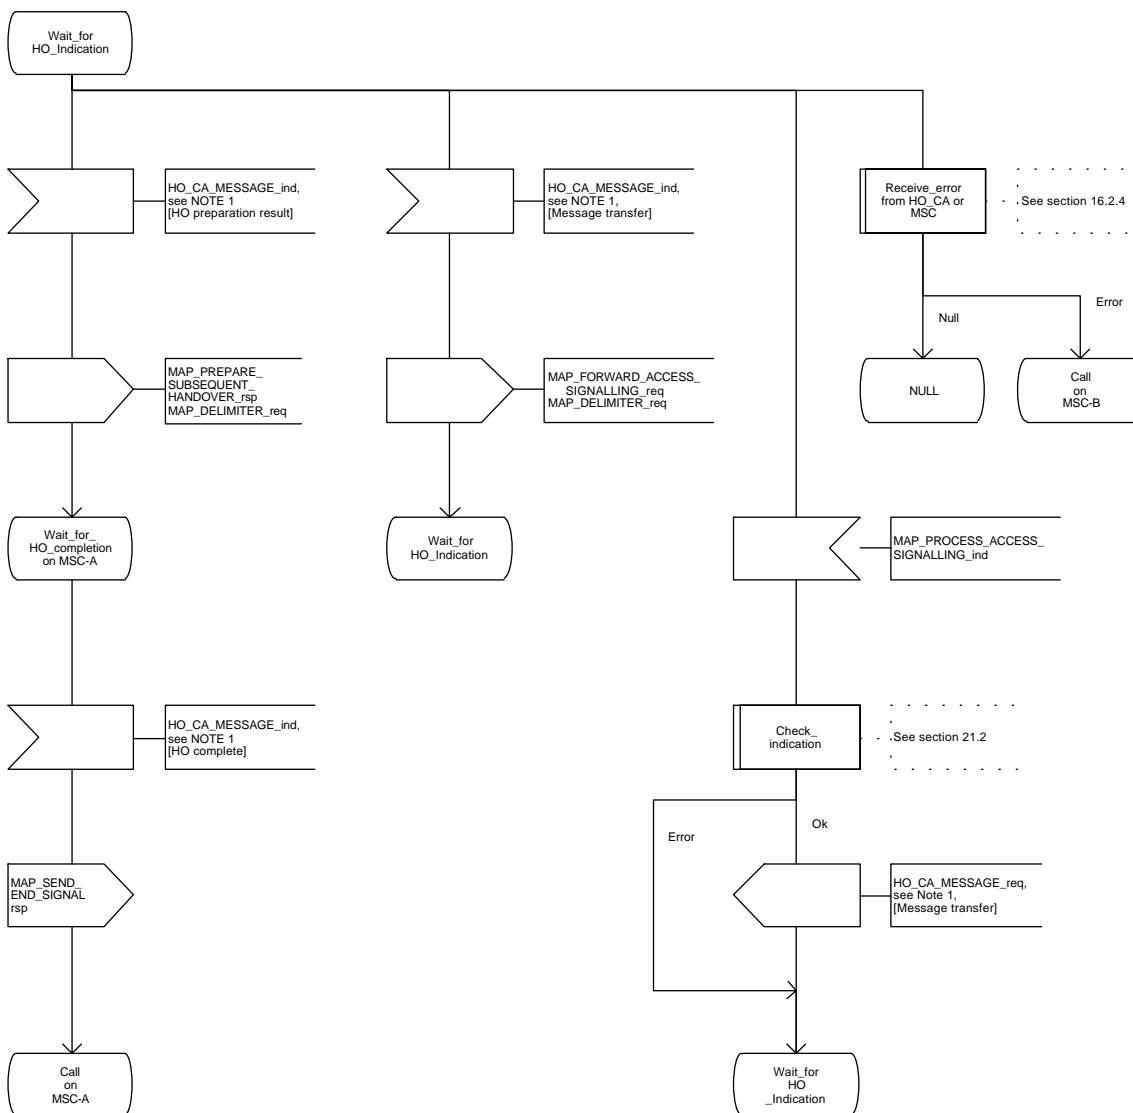 Wait_for
HO_Indication
HO_CA_MESSAGE_ind,
see NOTE 1
[HO preparation result]
HO_CA_MESSAGE_ind,
see NOTE 1,
[Message transfer]
Receive_error
from HO_CA or
MSC
See section 16.2.4
Null
Error
MAP_PREPARE_
SUBSEQUENT_
HANDOVER_rsp
MAP_DELIMITER_req
MAP_FORWARD_ACCESS_
SIGNALLING_req
MAP_DELIMITER_req
NULL
Call
on
MSC-B
Wait_for_
HO_completion
on MSC-A
Wait_for
HO_Indication
MAP_PROCESS_ACCESS_
SIGNALLING_ind
HO_CA_MESSAGE_ind,
see NOTE 1
[HO complete]
Check_
indication
See section 21.2
Error
Ok
MAP_SEND_
END_SIGNAL
rsp
HO_CA_MESSAGE_req,
see Note 1,
[Message transfer]
Call
on
MSC-A
Wait_for
HO
_Indication